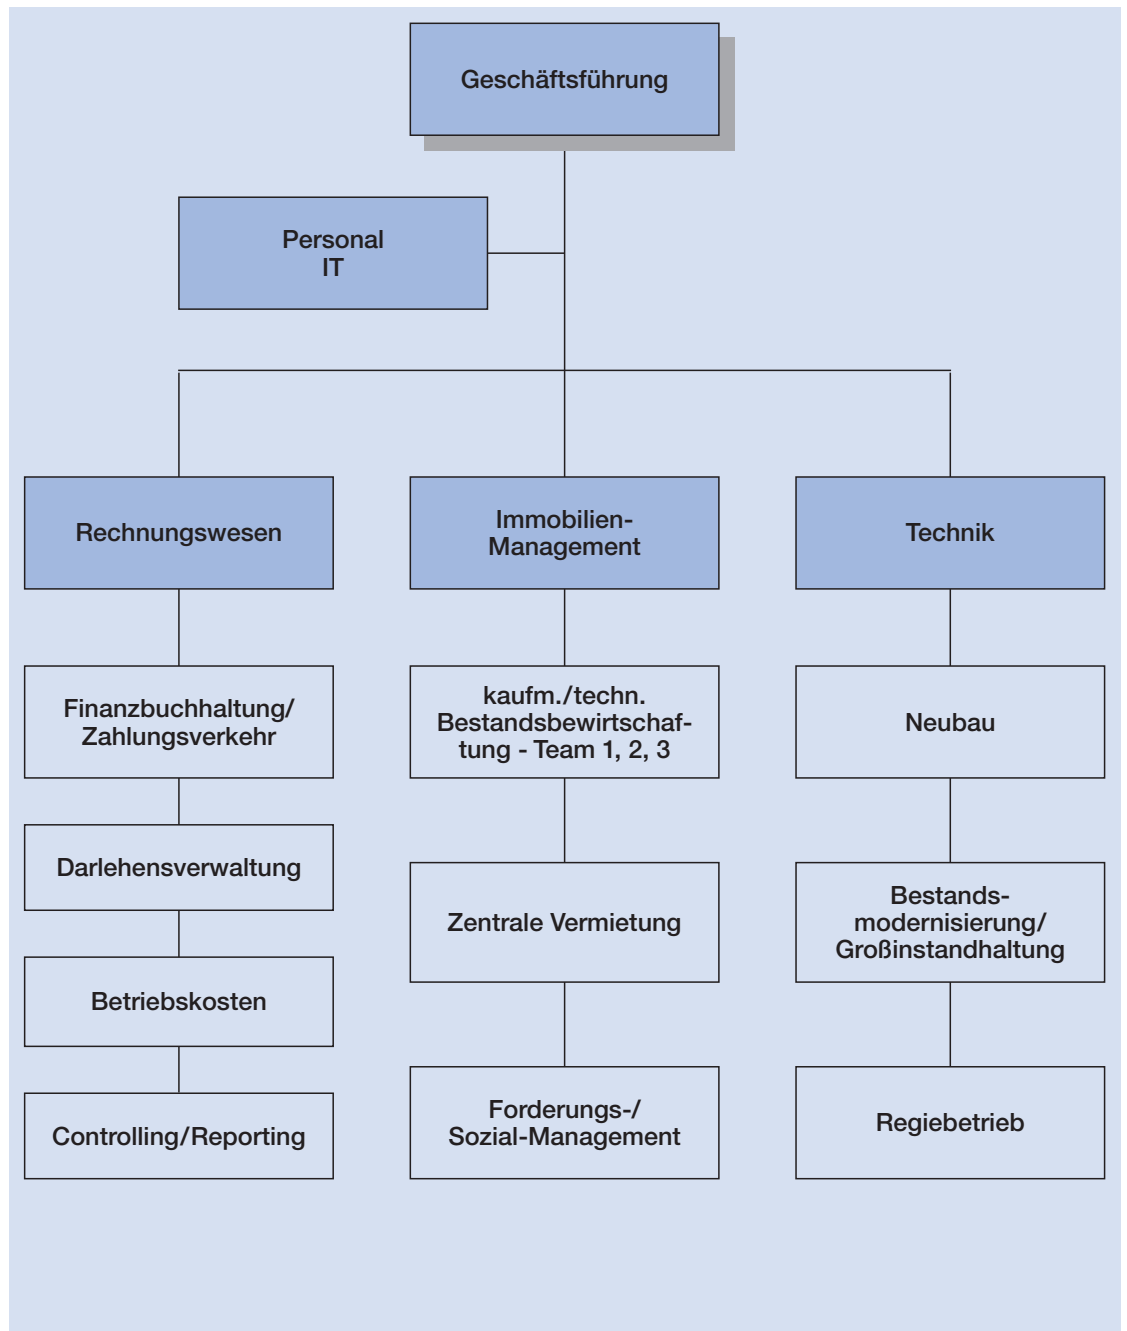 Geschäftsführung
Personal
IT
Rechnungswesen
Immobilien-
Management
Technik
Finanzbuchhaltung/
Zahlungsverkehr
kaufm./techn.
Bestandsbewirtschaf-
tung - Team 1, 2, 3
Neubau
Darlehensverwaltung
Zentrale Vermietung
Bestands-
modernisierung/
Großinstandhaltung
Betriebskosten
Controlling/Reporting
Forderungs-/
Sozial-Management
Regiebetrieb